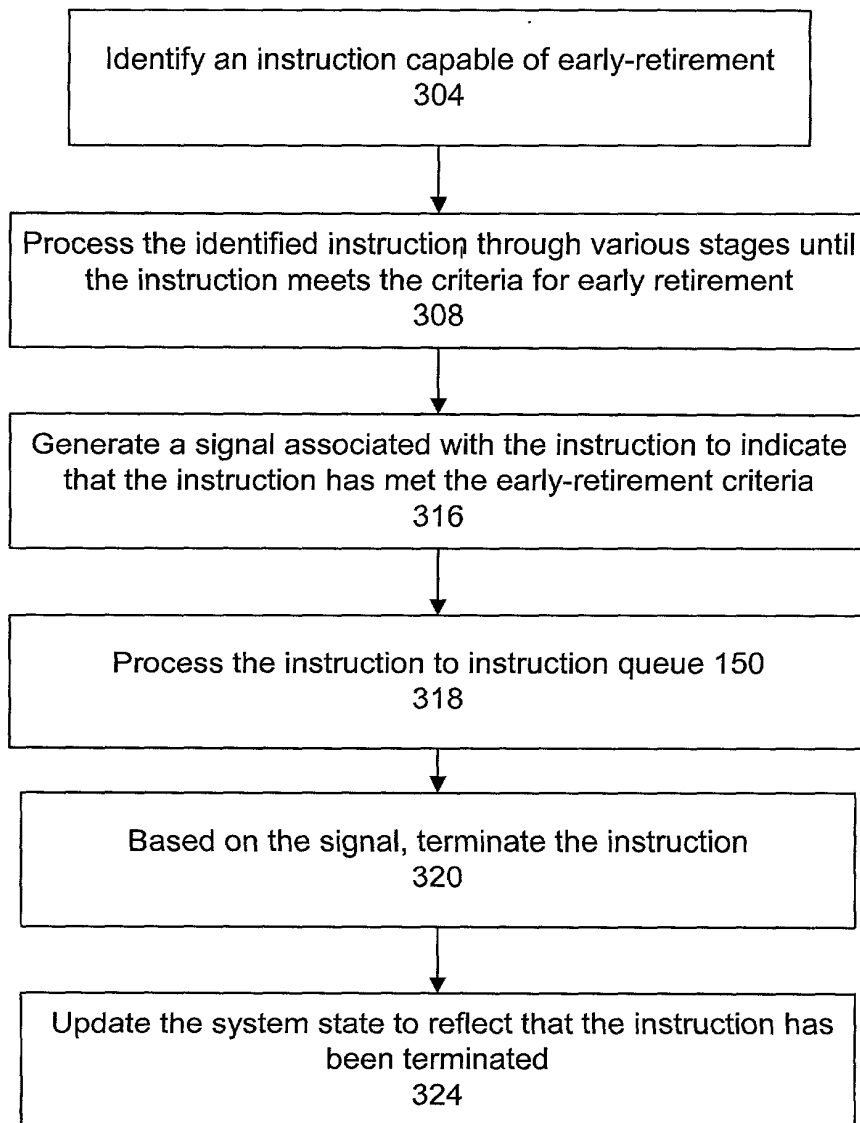 Identify an instruction capable of early-retirement
304
Process the identified instruction through various stages until
the instruction meets the criteria for early retirement
308
Generate a signal associated with the instruction to indicate
that the instruction has met the early-retirement criteria
316
Process the instruction to instruction queue 150
318
Based on the signal, terminate the instruction
320
Update the system state to reflect that the instruction has
been terminated
324